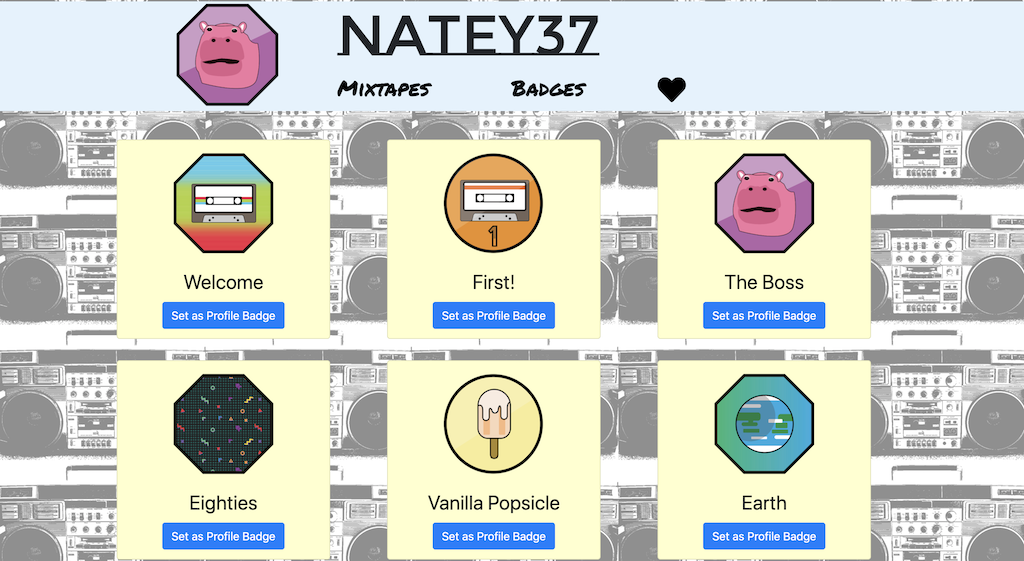 NATEY37
Mixtapes Badges
1
Welcome First! The Boss
Set as Profile Badge Set as Profile Badge Set as Profile Badge
Eighties Vanilla Popsicle Earth
Set as Profile Badge Set as Profile Badge Set as Profile Badge